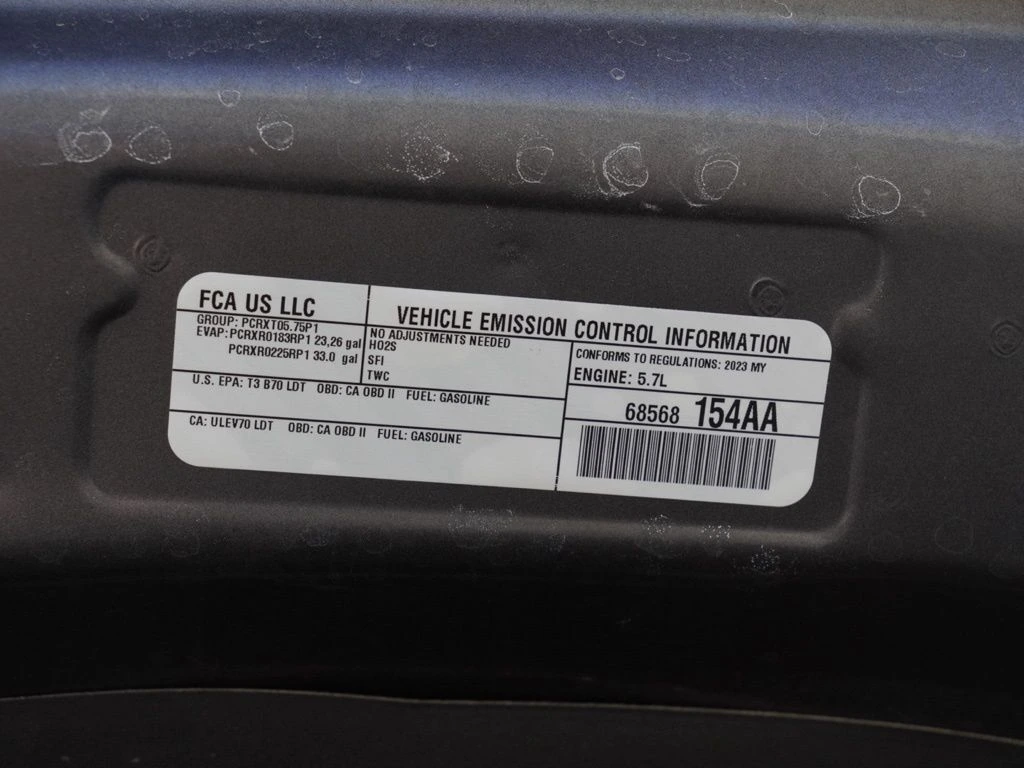 FCA US LLC
VEHICLE EMISSION CONTROL INFORMATION
GROUP: PCRXT05.75P1
EVAP: PCRXR0183RP1 23,26 gal
PCRXR0225RP1 33.0 gal
NO ADJUSTMENTS NEEDED
HO2S
SFI
TWC
CONFORMS TO REGULATIONS: 2023 MY
ENGINE: 5.7L
U.S. EPA: T3 B70 LDT OBD: CA OBD II FUEL: GASOLINE
68568 154AA
CA: ULEV70 LDT OBD: CA OBD II FUEL: GASOLINE